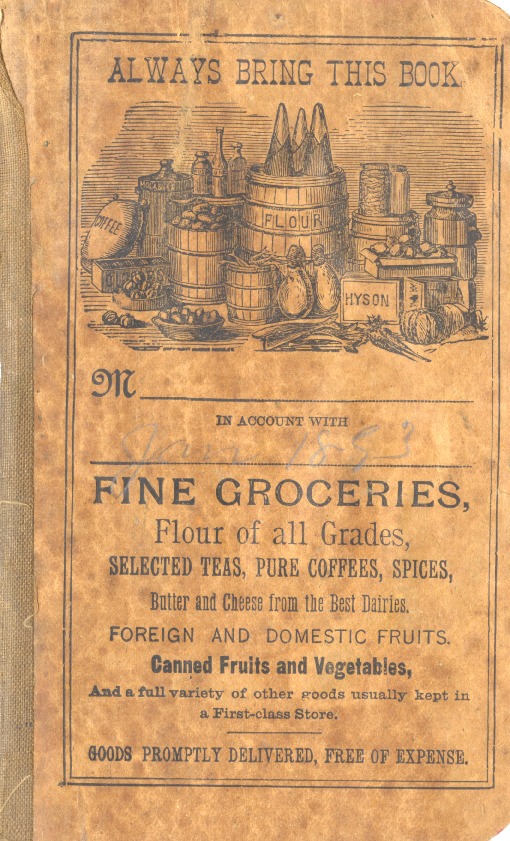 ALWAYS BRING THIS BOOK.
COFFEE
FLOUR
HYSON
M
IN ACCOUNT WITH
FINE GROCERIES,
Flour of all Grades,
SELECTED TEAS, PURE COFFEES, SPICES,
Butter and Cheese from the Best Dairies.
FOREIGN AND DOMESTIC FRUITS.
Canned Fruits and Vegetables,
And a full variety of other goods usually kept in
a First-class Store.
GOODS PROMPTLY DELIVERED, FREE OF EXPENSE.